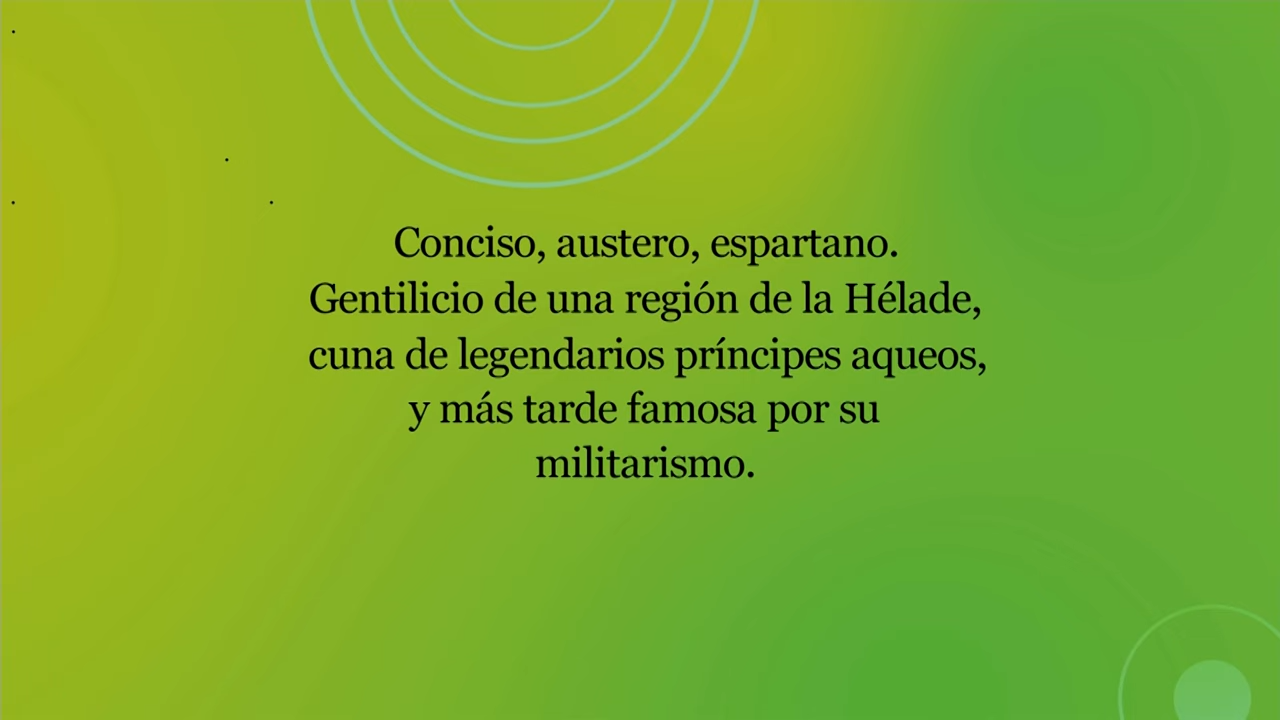 Conciso, austero, espartano.
Gentilicio de una región de la Hélade,
cuna de legendarios príncipes aqueos,
y más tarde famosa por su
militarismo.